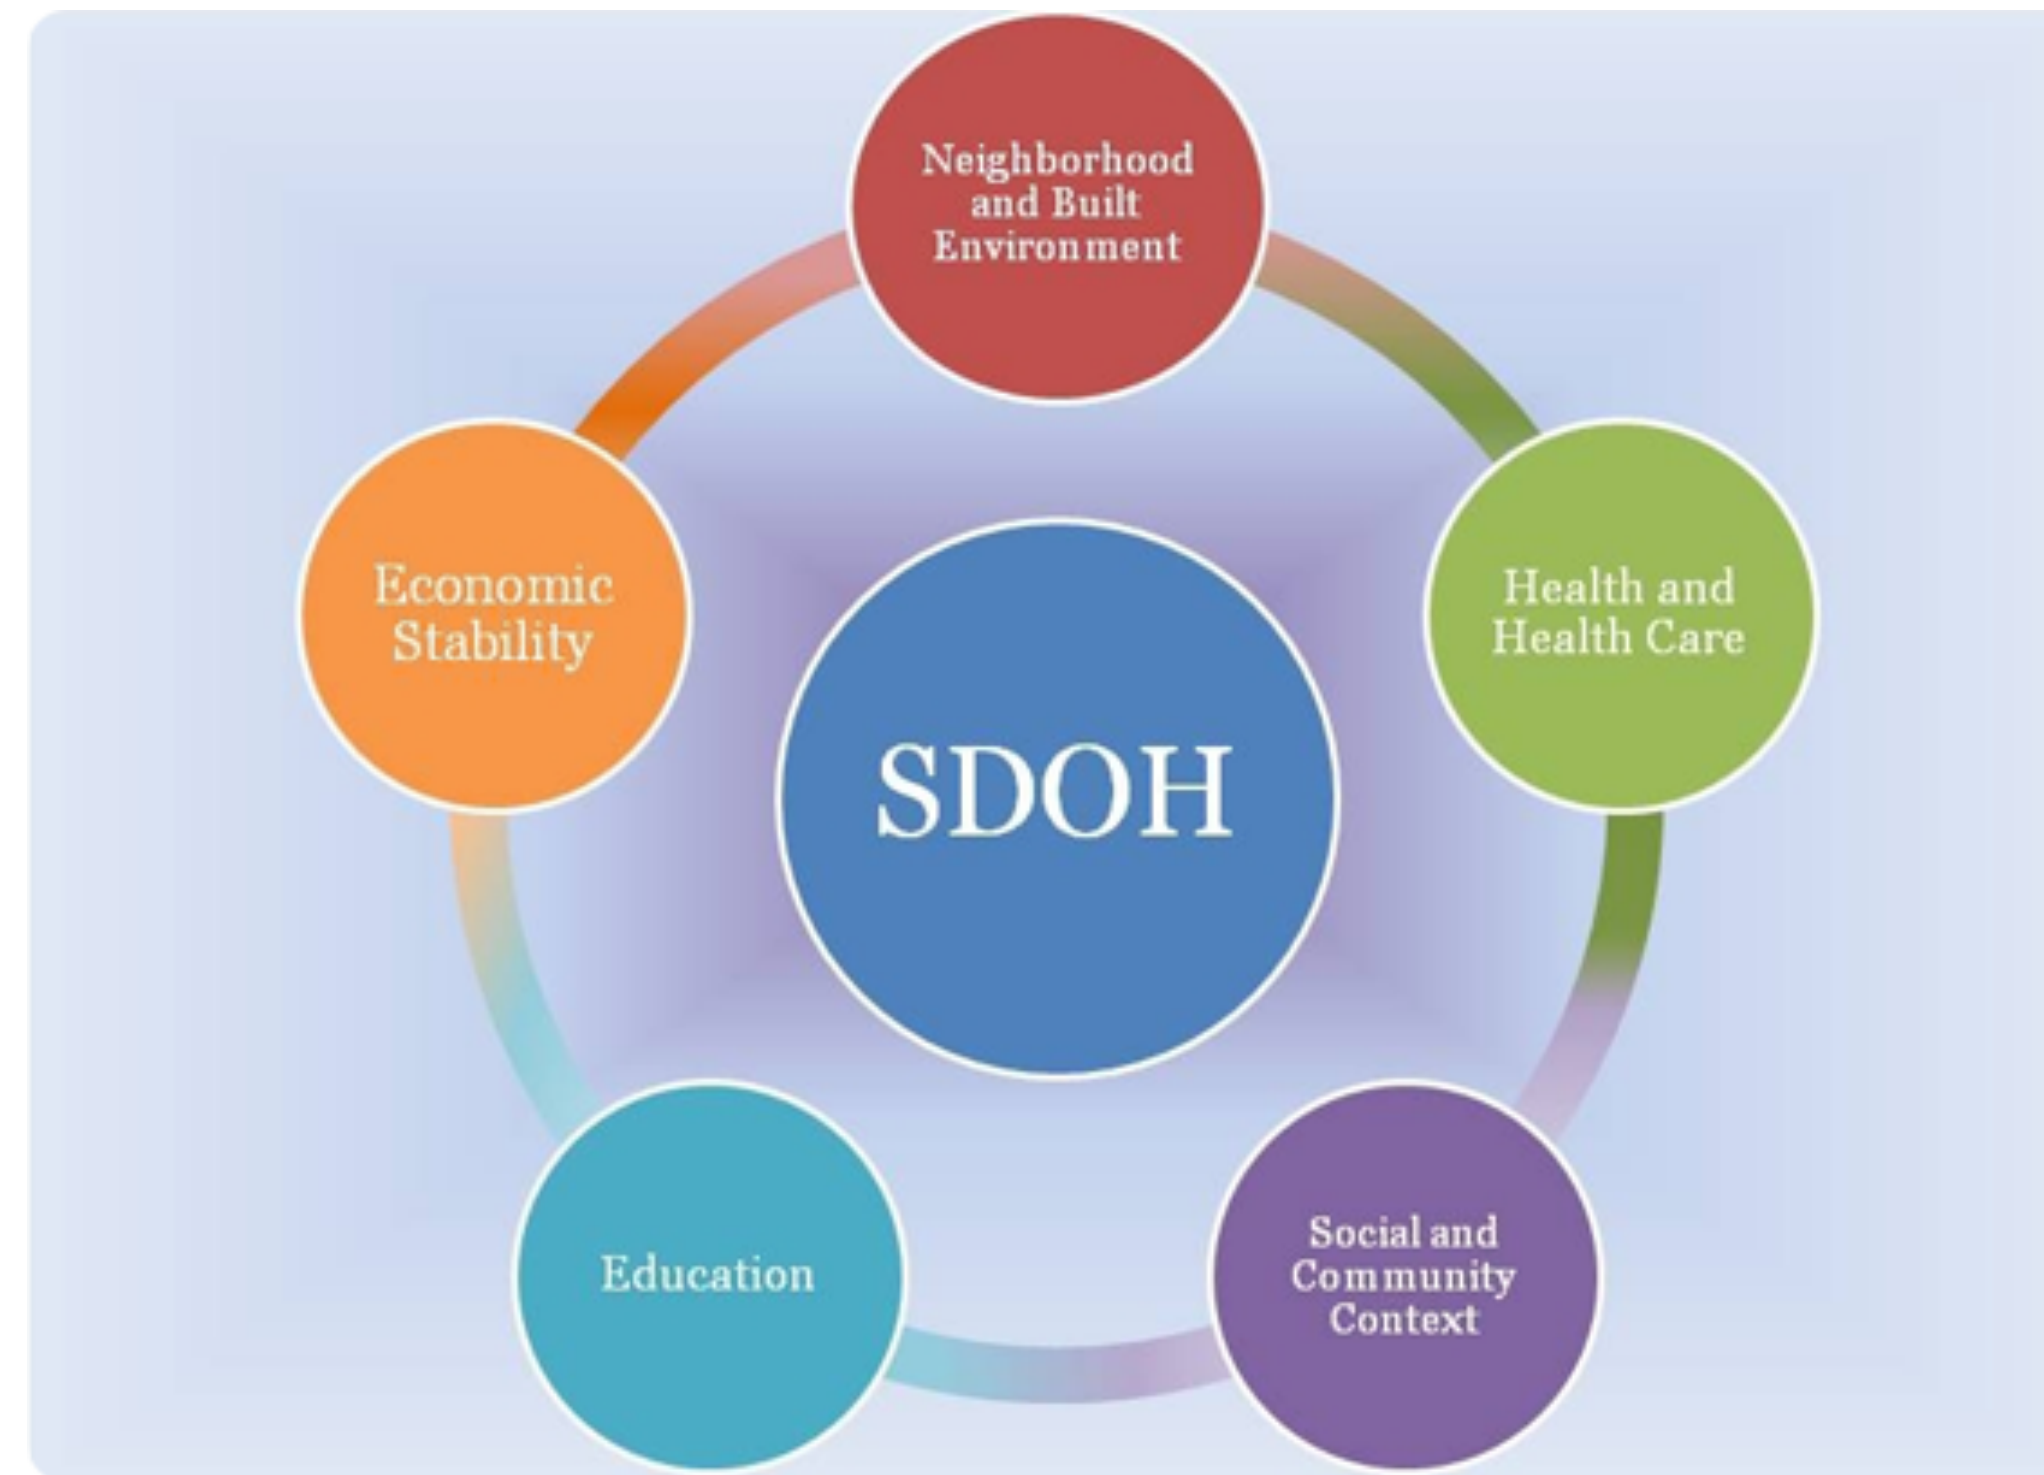 Neighborhood
and Built
Environment
Economic
Stability
Health and
Health Care
SDOH
Education
Social and
Community
Context